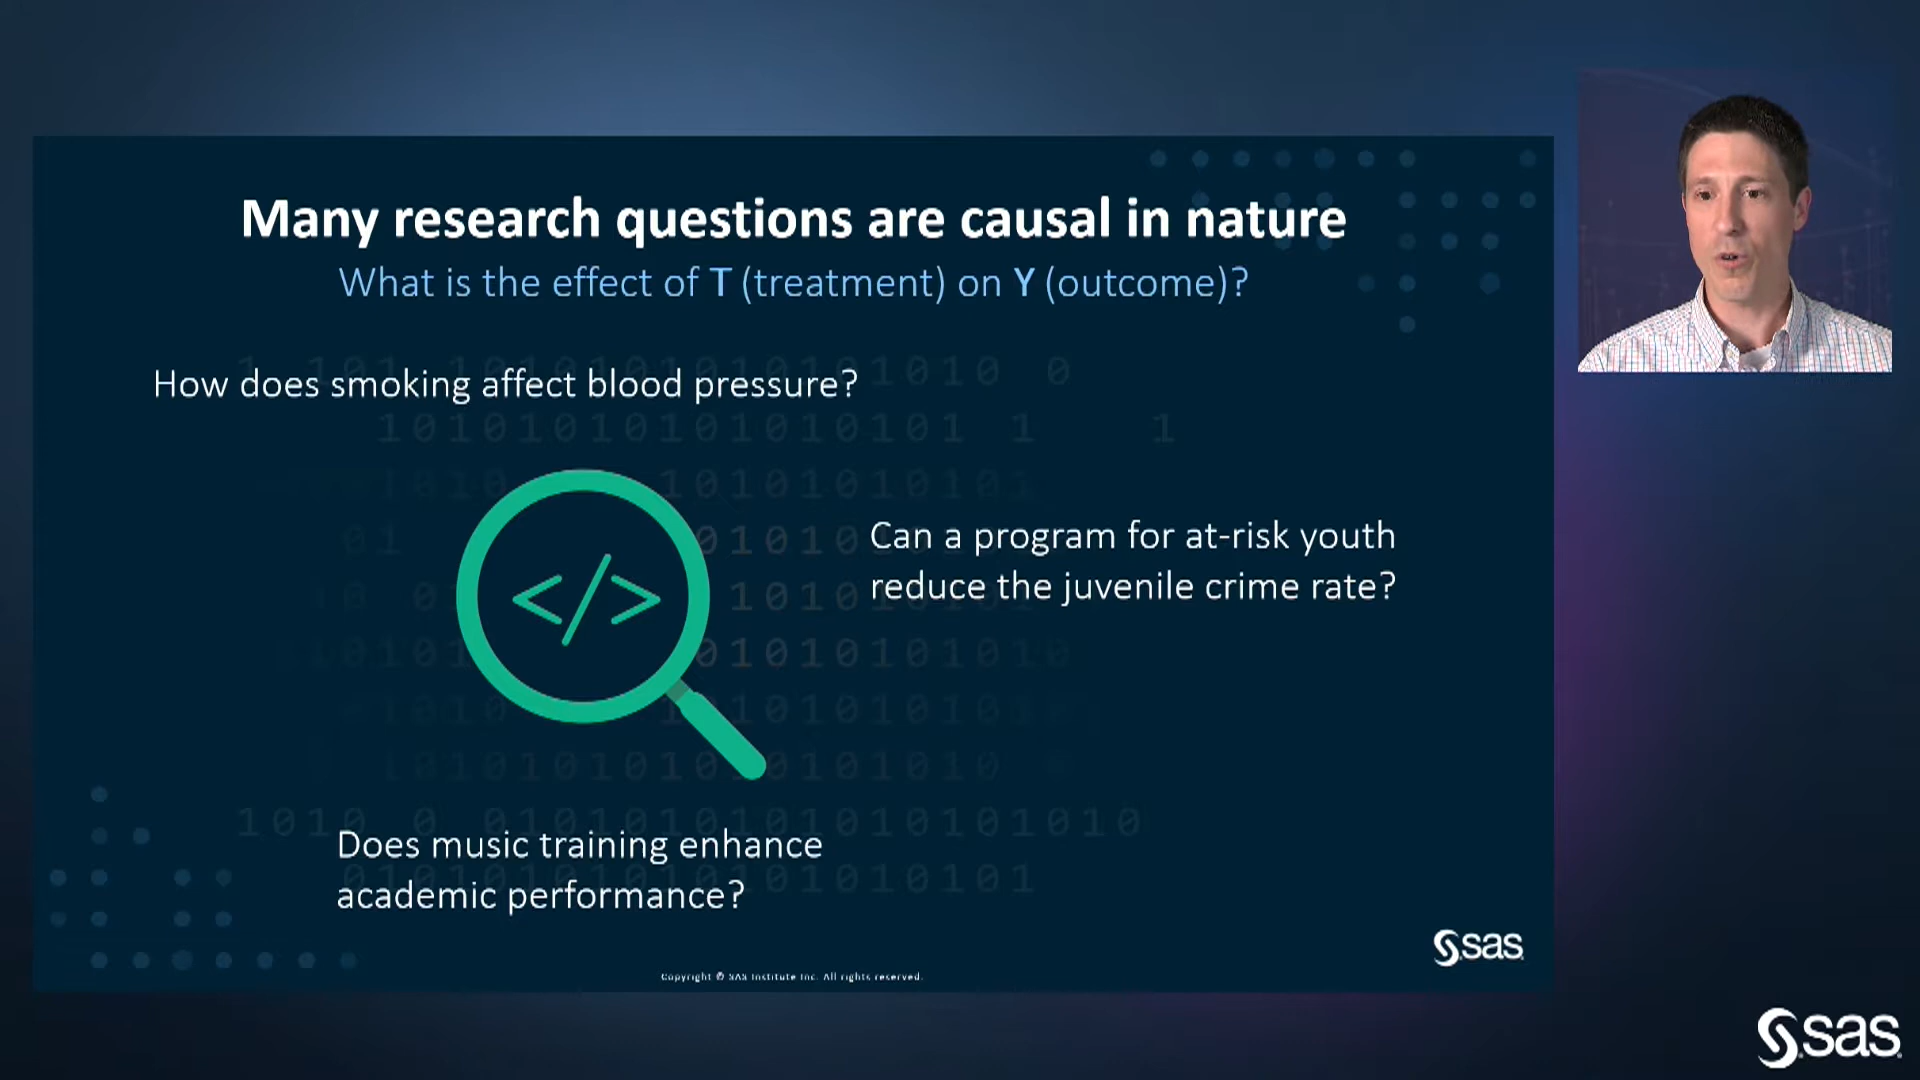 Many research questions are causal in nature
What is the effect of T (treatment) on Y (outcome)?
How does smoking affect blood pressure?
</>
Can a program for at-risk youth
reduce the juvenile crime rate?
Does music training enhance
academic performance?
sas
Copyright © SAS Institute Inc. All rights reserved.
sas